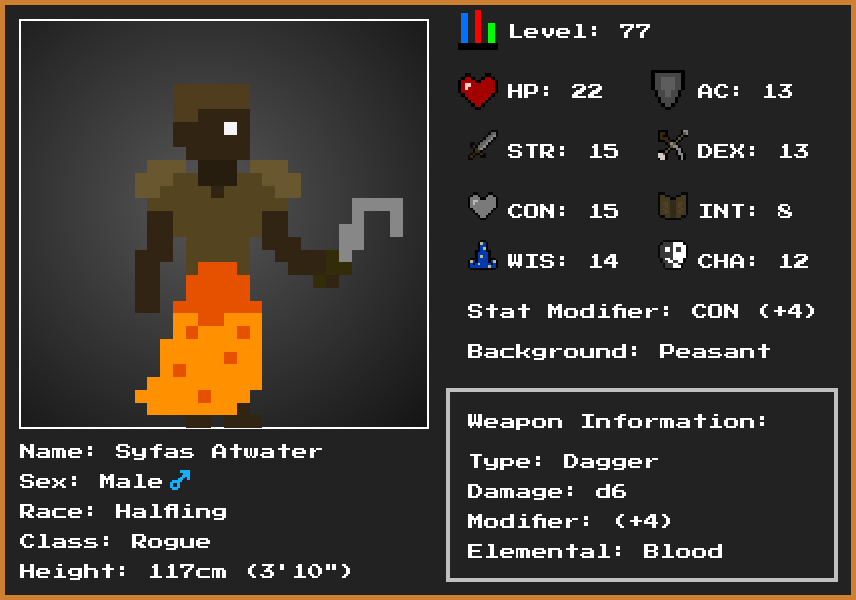 Level: 77
HP: 22
AC: 13
STR: 15
DEX: 13
CON: 15
INT: 8
WIS: 14
CHA: 12
Stat Modifier: CON (+4)
Background: Peasant
Weapon Information:
Type: Dagger
Damage: d6
Modifier: (+4)
Elemental: Blood
Name: Syfas Atwater
Sex: Male♂
Race: Halfling
Class: Rogue
Height: 117cm (3'10")